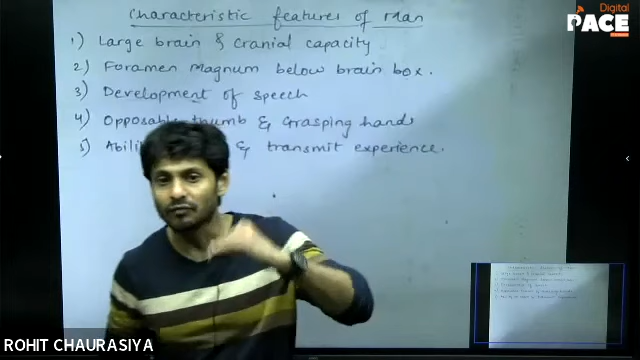 Characteristic features of Man
1) Large brain & Cranial capacity
2) Foramen Magnum below brain box.
3) Development of speech
4) Opposable thumb & Grasping hands
5) & transmit experience.
Digital
PACE
ROHIT CHAURASIYA